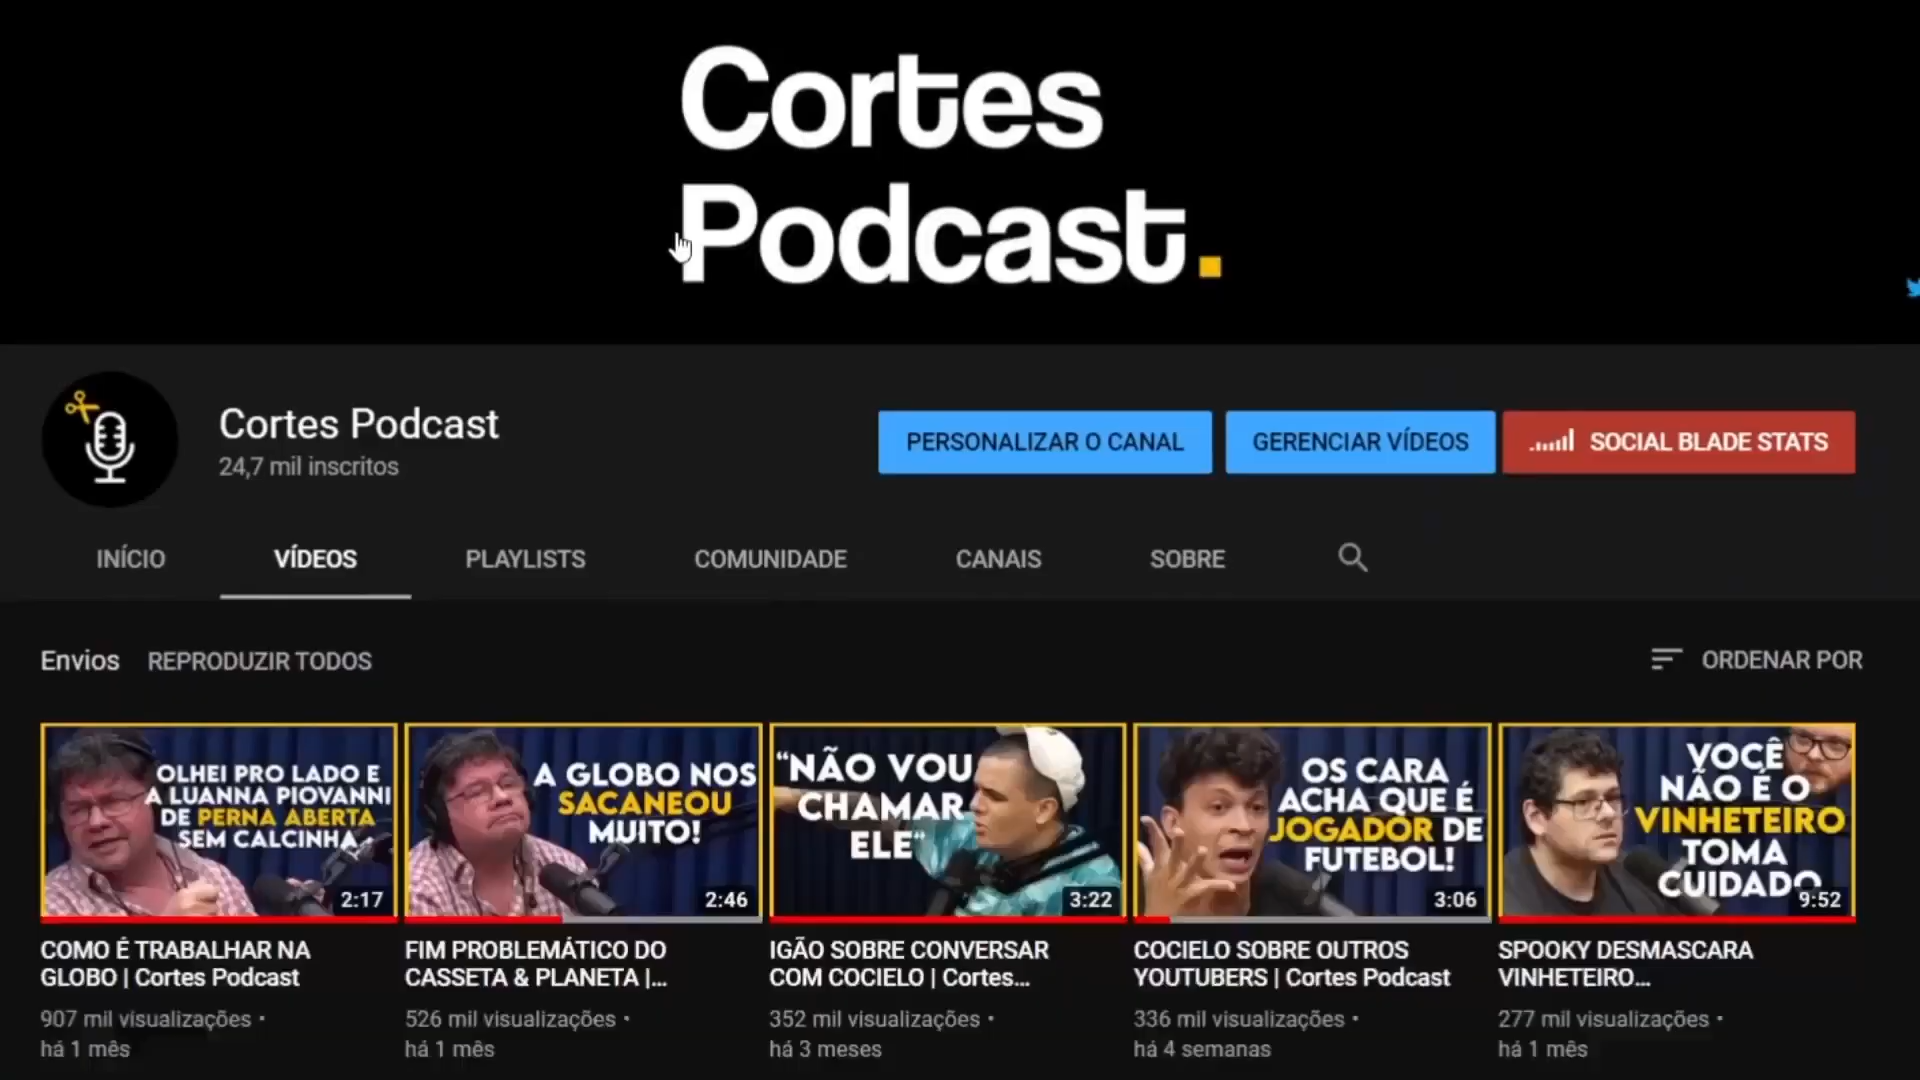 Cortes
Podcast.
Cortes Podcast
24,7 mil inscritos
PERSONALIZAR O CANAL
GERENCIAR VÍDEOS
SOCIAL BLADE STATS
INÍCIO
VÍDEOS
PLAYLISTS
COMUNIDADE
CANAIS
SOBRE
Envios
REPRODUZIR TODOS
ORDENAR POR
OLHEI PRO LADO E
A LUANNA PIOVANNI
DE PERNA ABERTA
SEM CALCINHA
2:17
A GLOBO NOS
SACANEOU
MUITO!
2:46
“NÃO VOU
CHAMAR
ELE“
3:22
OS CARA
ACHA QUE É
JOGADOR DE
FUTEBOL!
3:06
VOCÊ
NÃO É O
VINHETEIRO
TOMA
CUIDADO
9:52
COMO É TRABALHAR NA
GLOBO | Cortes Podcast
907 mil visualizações •
há 1 mês
FIM PROBLEMÁTICO DO
CASSETA & PLANETA |...
526 mil visualizações •
há 1 mês
IGÃO SOBRE CONVERSAR
COM COCIELO | Cortes...
352 mil visualizações •
há 3 meses
COCIELO SOBRE OUTROS
YOUTUBERS | Cortes Podcast
336 mil visualizações •
há 4 semanas
SPOOKY DESMASCARA
VINHETEIRO...
277 mil visualizações •
há 1 mês